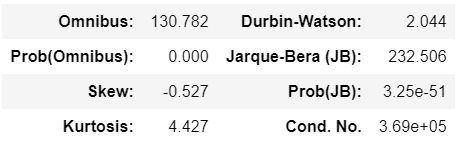 Omnibus: 130.782 Durbin-Watson: 2.044
Prob(Omnibus): 0.000 Jarque-Bera (JB): 232.506
Skew: -0.527 Prob(JB): 3.25e-51
Kurtosis: 4.427 Cond. No. 3.69e+05